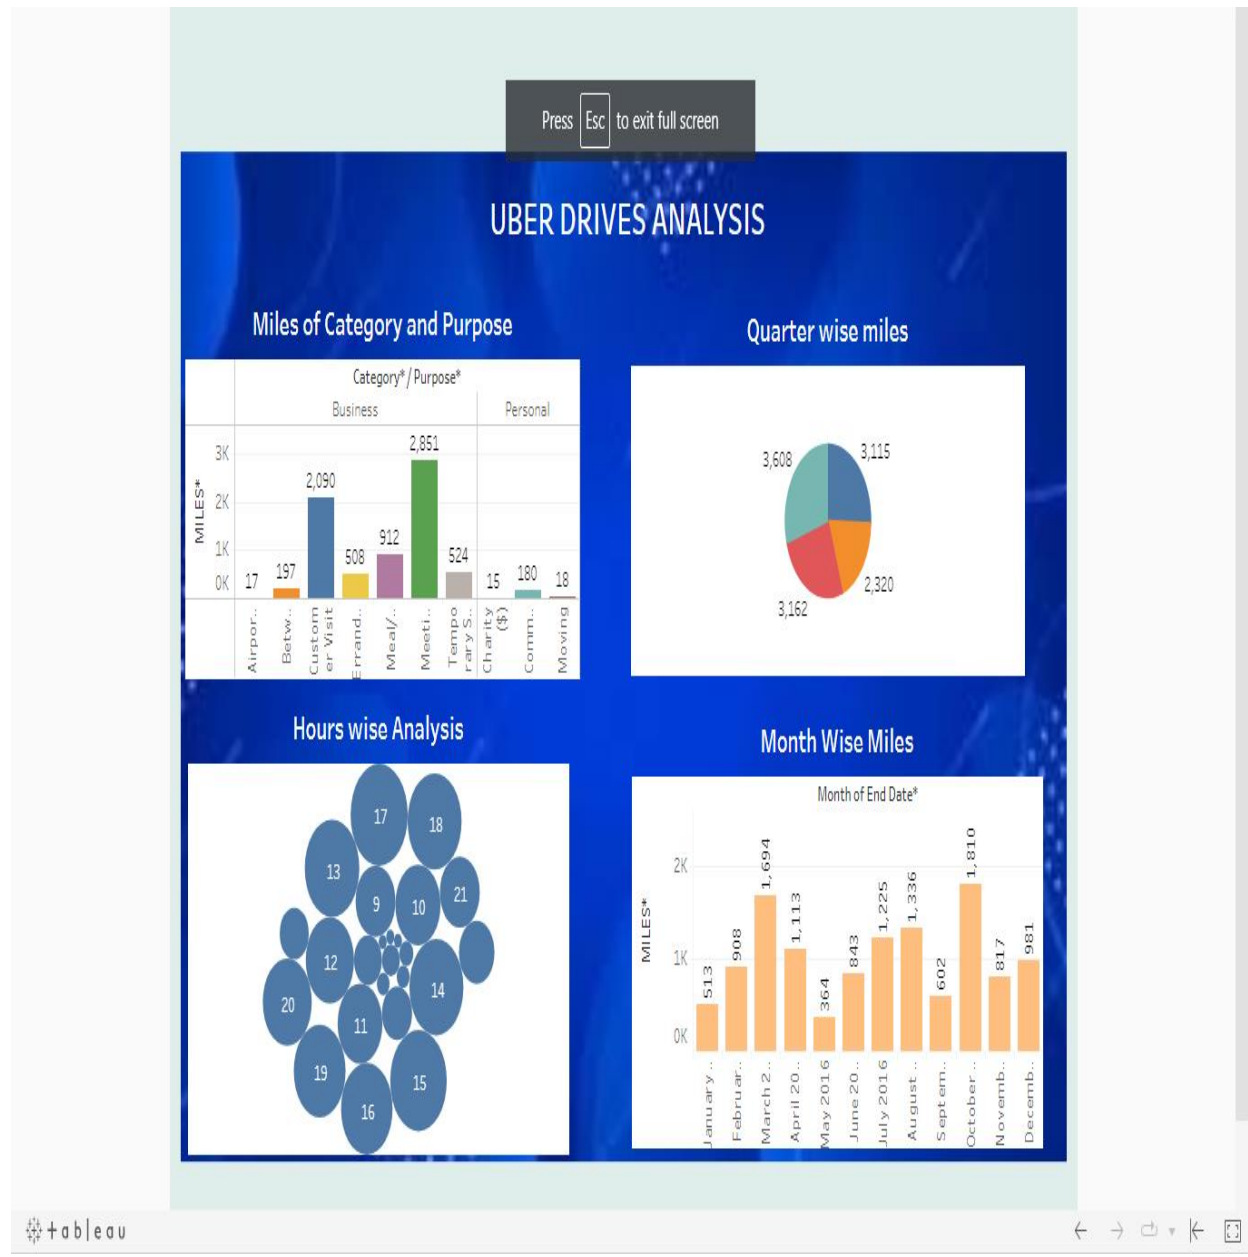 Press Esc to exit full screen
UBER DRIVES ANALYSIS
Miles of Category and Purpose
Category* / Purpose*
Business
Personal
MILES*
3K
2K
1K
0K
17
197
2,090
508
912
2,851
524
15
180
18
Airpor..
Betw..
Custom
er Visit
Errand..
Meal/..
Meeti..
Tempo
rary S..
Charity
($)
Comm..
Moving
Quarter wise miles
3,608
3,115
3,162
2,320
Hours wise Analysis
17
18
13
9
10
21
12
14
20
11
19
15
16
Month Wise Miles
Month of End Date*
MILES*
2K
1K
0K
513
908
1,694
1,113
364
843
1,225
1,336
602
1,810
817
981
January ..
Februar..
March 2..
April 20..
May 2016
June 20..
July 2016
August ..
Septem..
October ..
Novemb..
Decemb..
+ableau